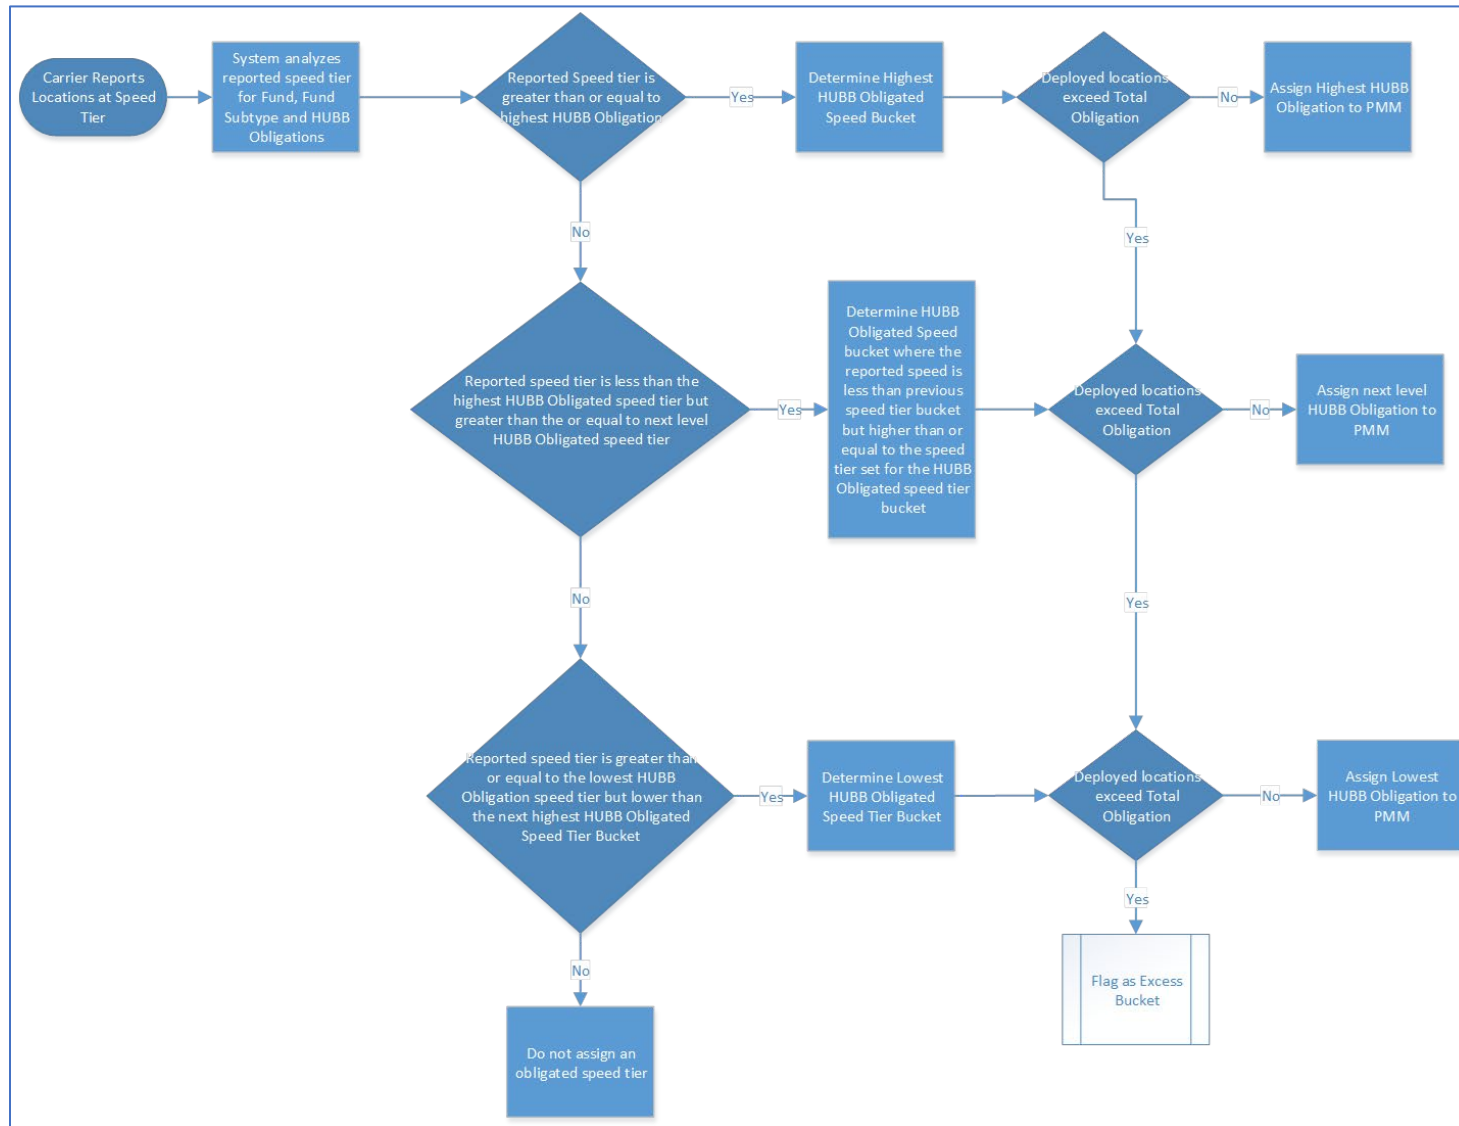 Carrier Reports
Locations at Speed
Tier
System analyzes
reported speed tier
for Fund, Fund
Subtype and HUBB
Obligations
Reported Speed tier is
greater than or equal to
highest HUBB Obligation
Yes
Determine Highest
HUBB Obligated
Speed Bucket
Deployed locations
exceed Total
Obligation
No
Assign Highest HUBB
Obligation to PMM
No
Yes
Reported speed tier is less than the
highest HUBB Obligated speed tier but
greater than the or equal to next level
HUBB Obligated speed tier
Yes
Determine HUBB
Obligated Speed
bucket where the
reported speed is
less than previous
speed tier bucket
but higher than or
equal to the speed
tier set for the HUBB
Obligated speed tier
bucket
Deployed locations
exceed Total
Obligation
No
Assign next level
HUBB Obligation to
PMM
No
Yes
Reported speed tier is greater than
or equal to the lowest HUBB
Obligation speed tier but lower than
the next highest HUBB Obligated
Speed Tier Bucket
Yes
Determine Lowest
HUBB Obligated
Speed Tier Bucket
Deployed locations
exceed Total
Obligation
No
Assign Lowest
HUBB Obligation to
PMM
No
Yes
Do not assign an
obligated speed tier
Flag as Excess
Bucket